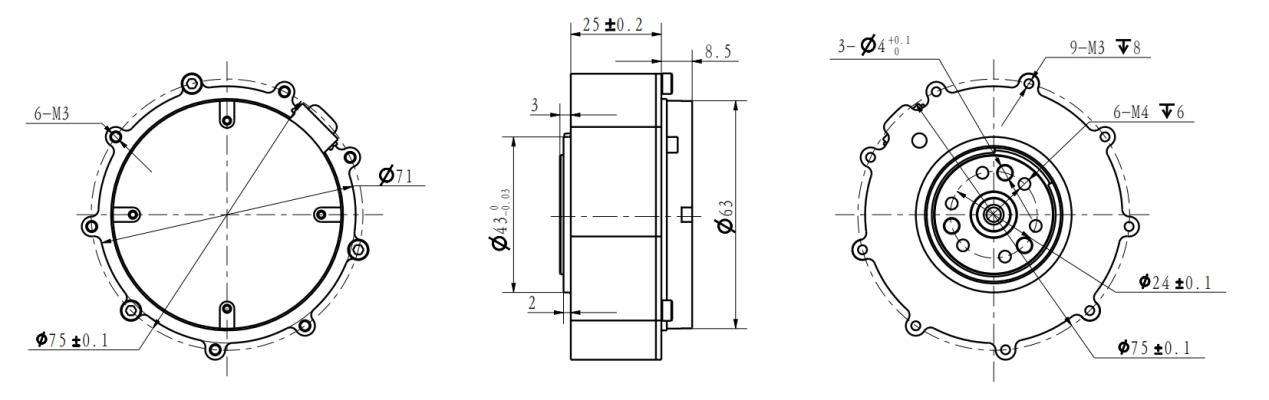 6-M3
Ø71
Ø75±0.1
25±0.2
8.5
3
Ø43 0 -0.03
Ø63
2
3-Ø4 +0.1 0
9-M3 ↧8
6-M4 ↧6
Ø24±0.1
Ø75±0.1